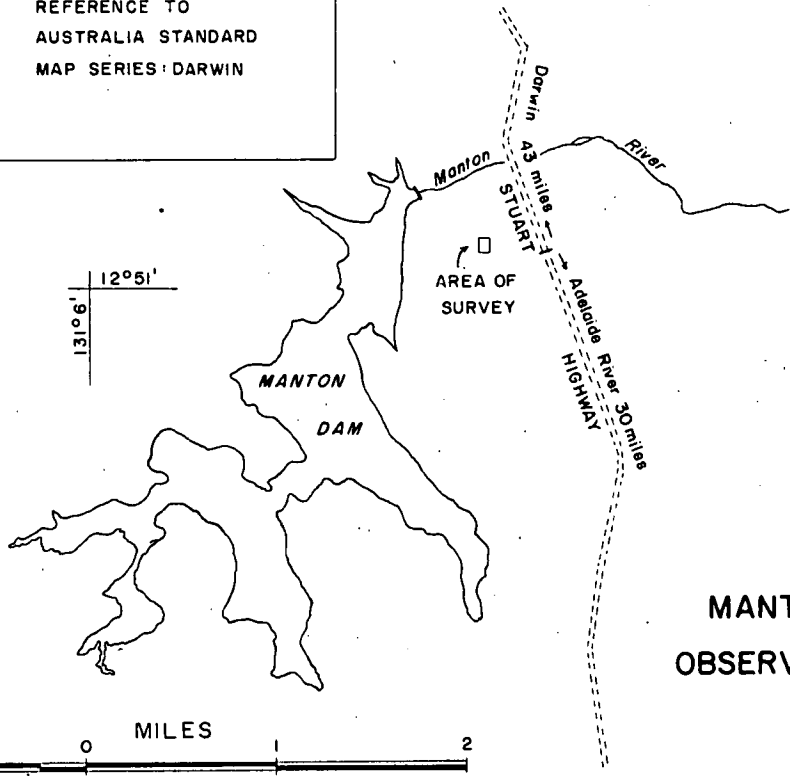 REFERENCE TO
AUSTRALIA STANDARD
MAP SERIES: DARWIN
Darwin 43 miles
Manton River
STUART HIGHWAY
12°51'
131°6'
AREA OF
SURVEY
Adelaide River 30 miles
MANTON
DAM
MANT
OBSERV
MILES
0 1 2